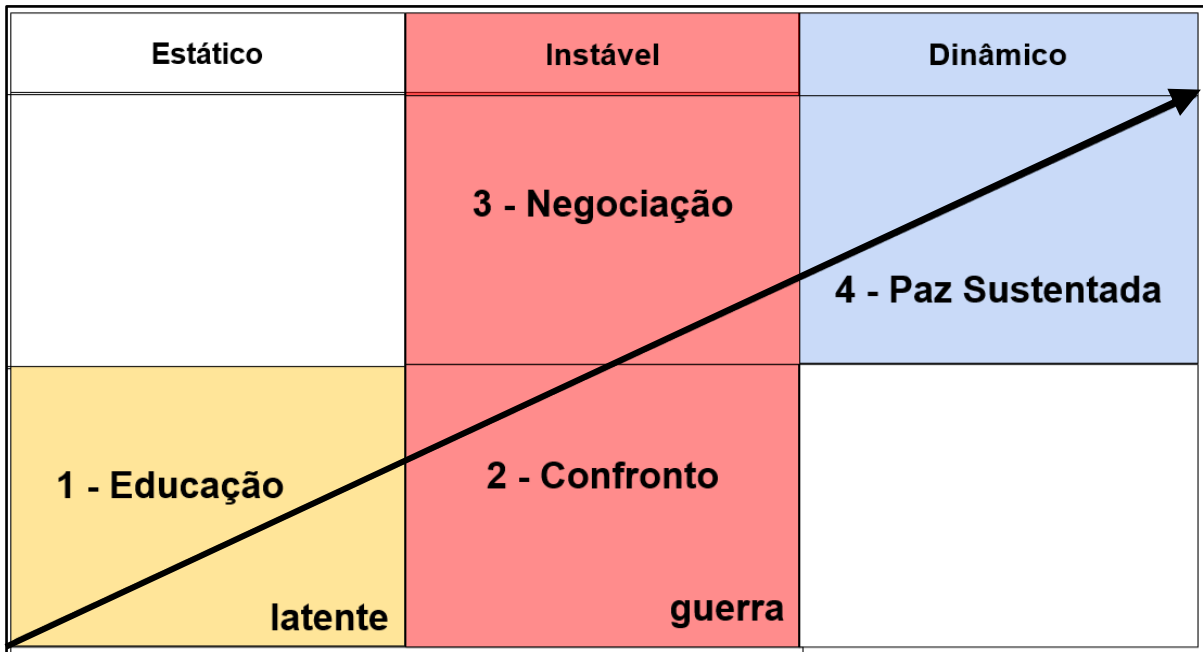 Estático
Instável
Dinâmico
3 - Negociação
4 - Paz Sustentada
1 - Educação
2 - Confronto
latente
guerra